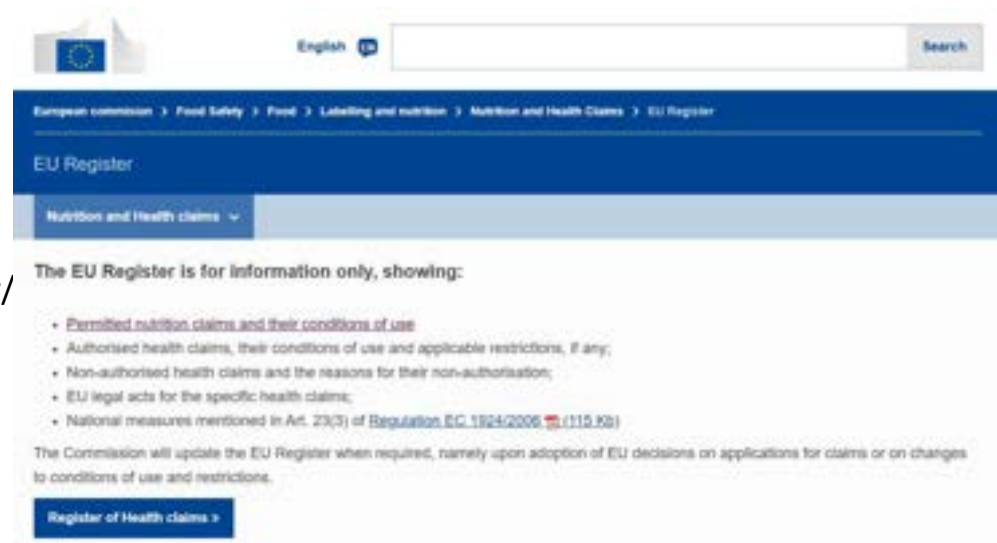 English EN
Search
European commission > Food Safety > Food > Labelling and nutrition > Nutrition and Health Claims > EU Register
EU Register
Nutrition and Health claims
The EU Register is for information only, showing:
/
• Permitted nutrition claims and their conditions of use
• Authorised health claims, their conditions of use and applicable restrictions, if any;
• Non-authorised health claims and the reasons for their non-authorisation;
• EU legal acts for the specific health claims;
• National measures mentioned in Art. 23(3) of Regulation EC 1924/2006 (115 Kb)
The Commission will update the EU Register when required, namely upon adoption of EU decisions on applications for claims or on changes
to conditions of use and restrictions.
Register of Health claims »